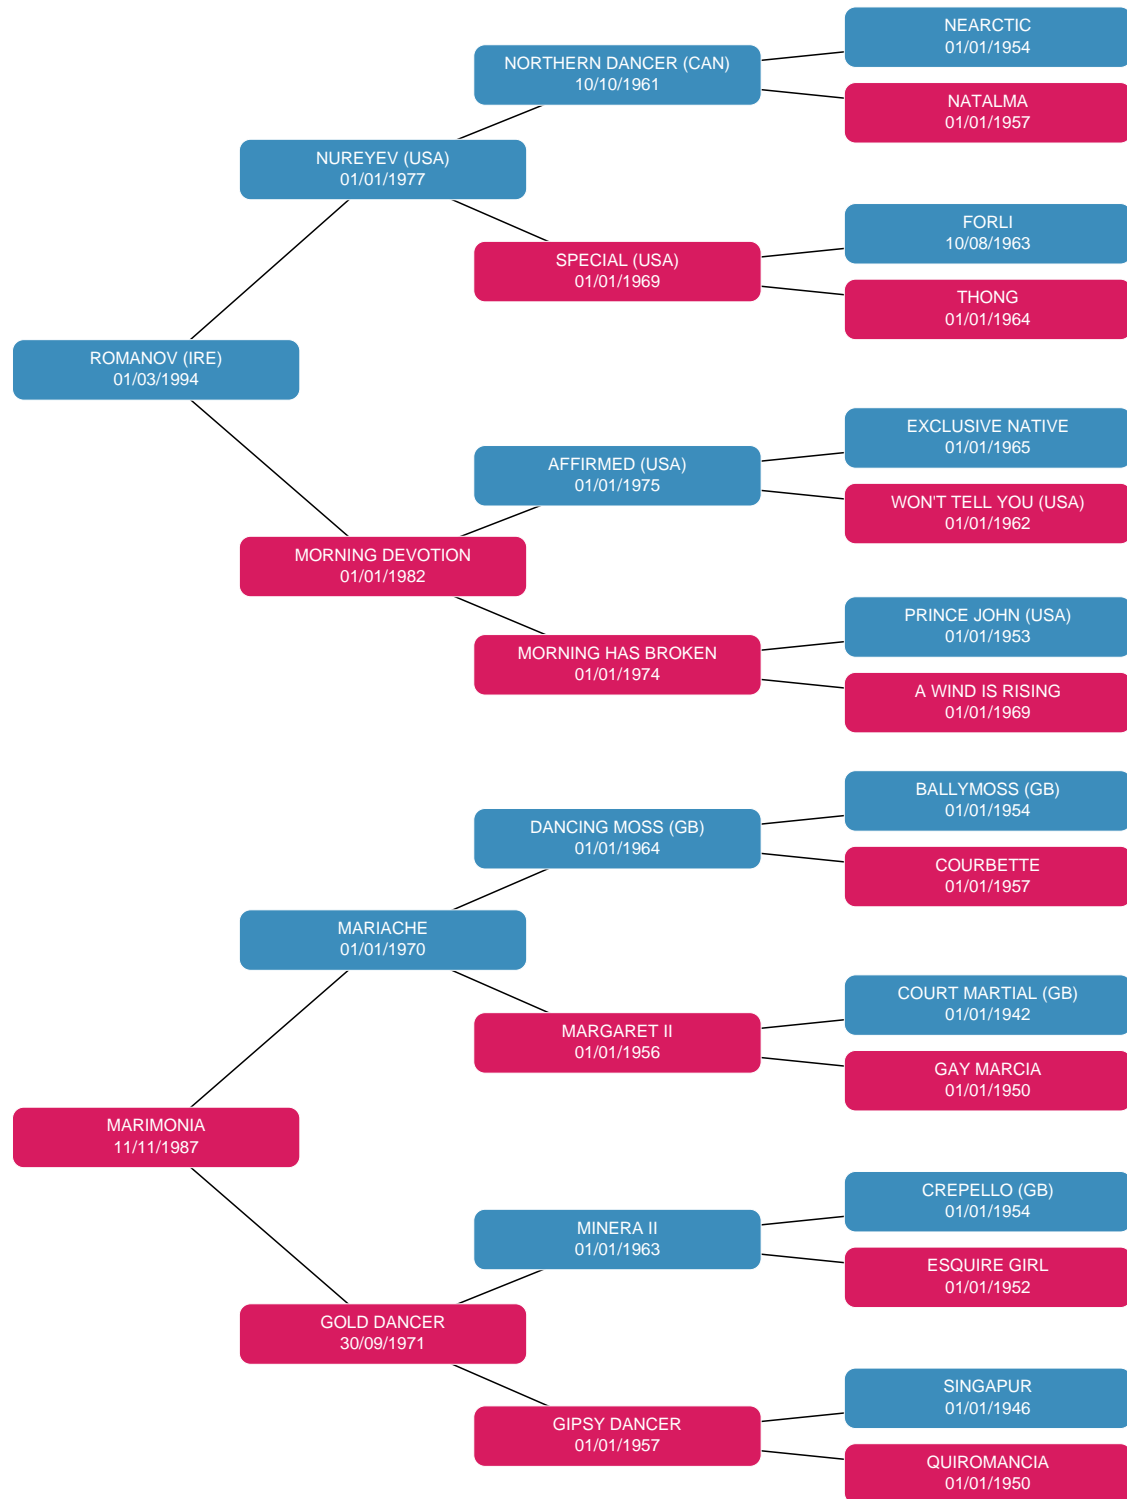 NEARCTIC
01/01/1954
NORTHERN DANCER (CAN)
10/10/1961
NATALMA
01/01/1957
NUREYEV (USA)
01/01/1977
FORLI
10/08/1963
SPECIAL (USA)
01/01/1969
THONG
01/01/1964
ROMANOV (IRE)
01/03/1994
EXCLUSIVE NATIVE
01/01/1965
AFFIRMED (USA)
01/01/1975
WON'T TELL YOU (USA)
01/01/1962
MORNING DEVOTION
01/01/1982
PRINCE JOHN (USA)
01/01/1953
MORNING HAS BROKEN
01/01/1974
A WIND IS RISING
01/01/1969
BALLYMOSS (GB)
01/01/1954
DANCING MOSS (GB)
01/01/1964
COURBETTE
01/01/1957
MARIACHE
01/01/1970
COURT MARTIAL (GB)
01/01/1942
MARGARET II
01/01/1956
GAY MARCIA
01/01/1950
MARIMONIA
11/11/1987
CREPELLO (GB)
01/01/1954
MINERA II
01/01/1963
ESQUIRE GIRL
01/01/1952
GOLD DANCER
30/09/1971
SINGAPUR
01/01/1946
GIPSY DANCER
01/01/1957
QUIROMANCIA
01/01/1950